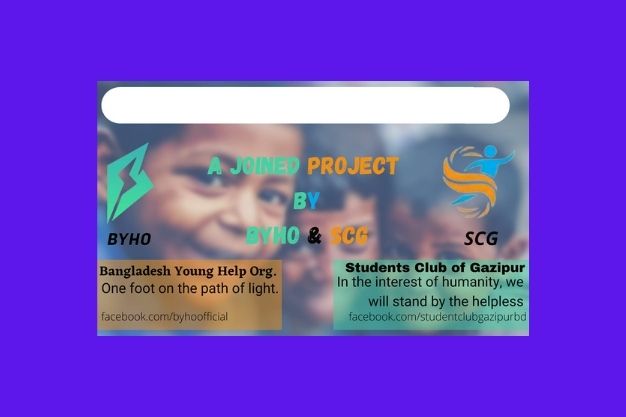 A JOINED PROJECT
BY
BYHO & SCG
BYHO
SCG
Bangladesh Young Help Org.
One foot on the path of light.
facebook.com/byhoofficial
Students Club of Gazipur
In the interest of humanity, we
will stand by the helpless
facebook.com/studentclubgazipurbd